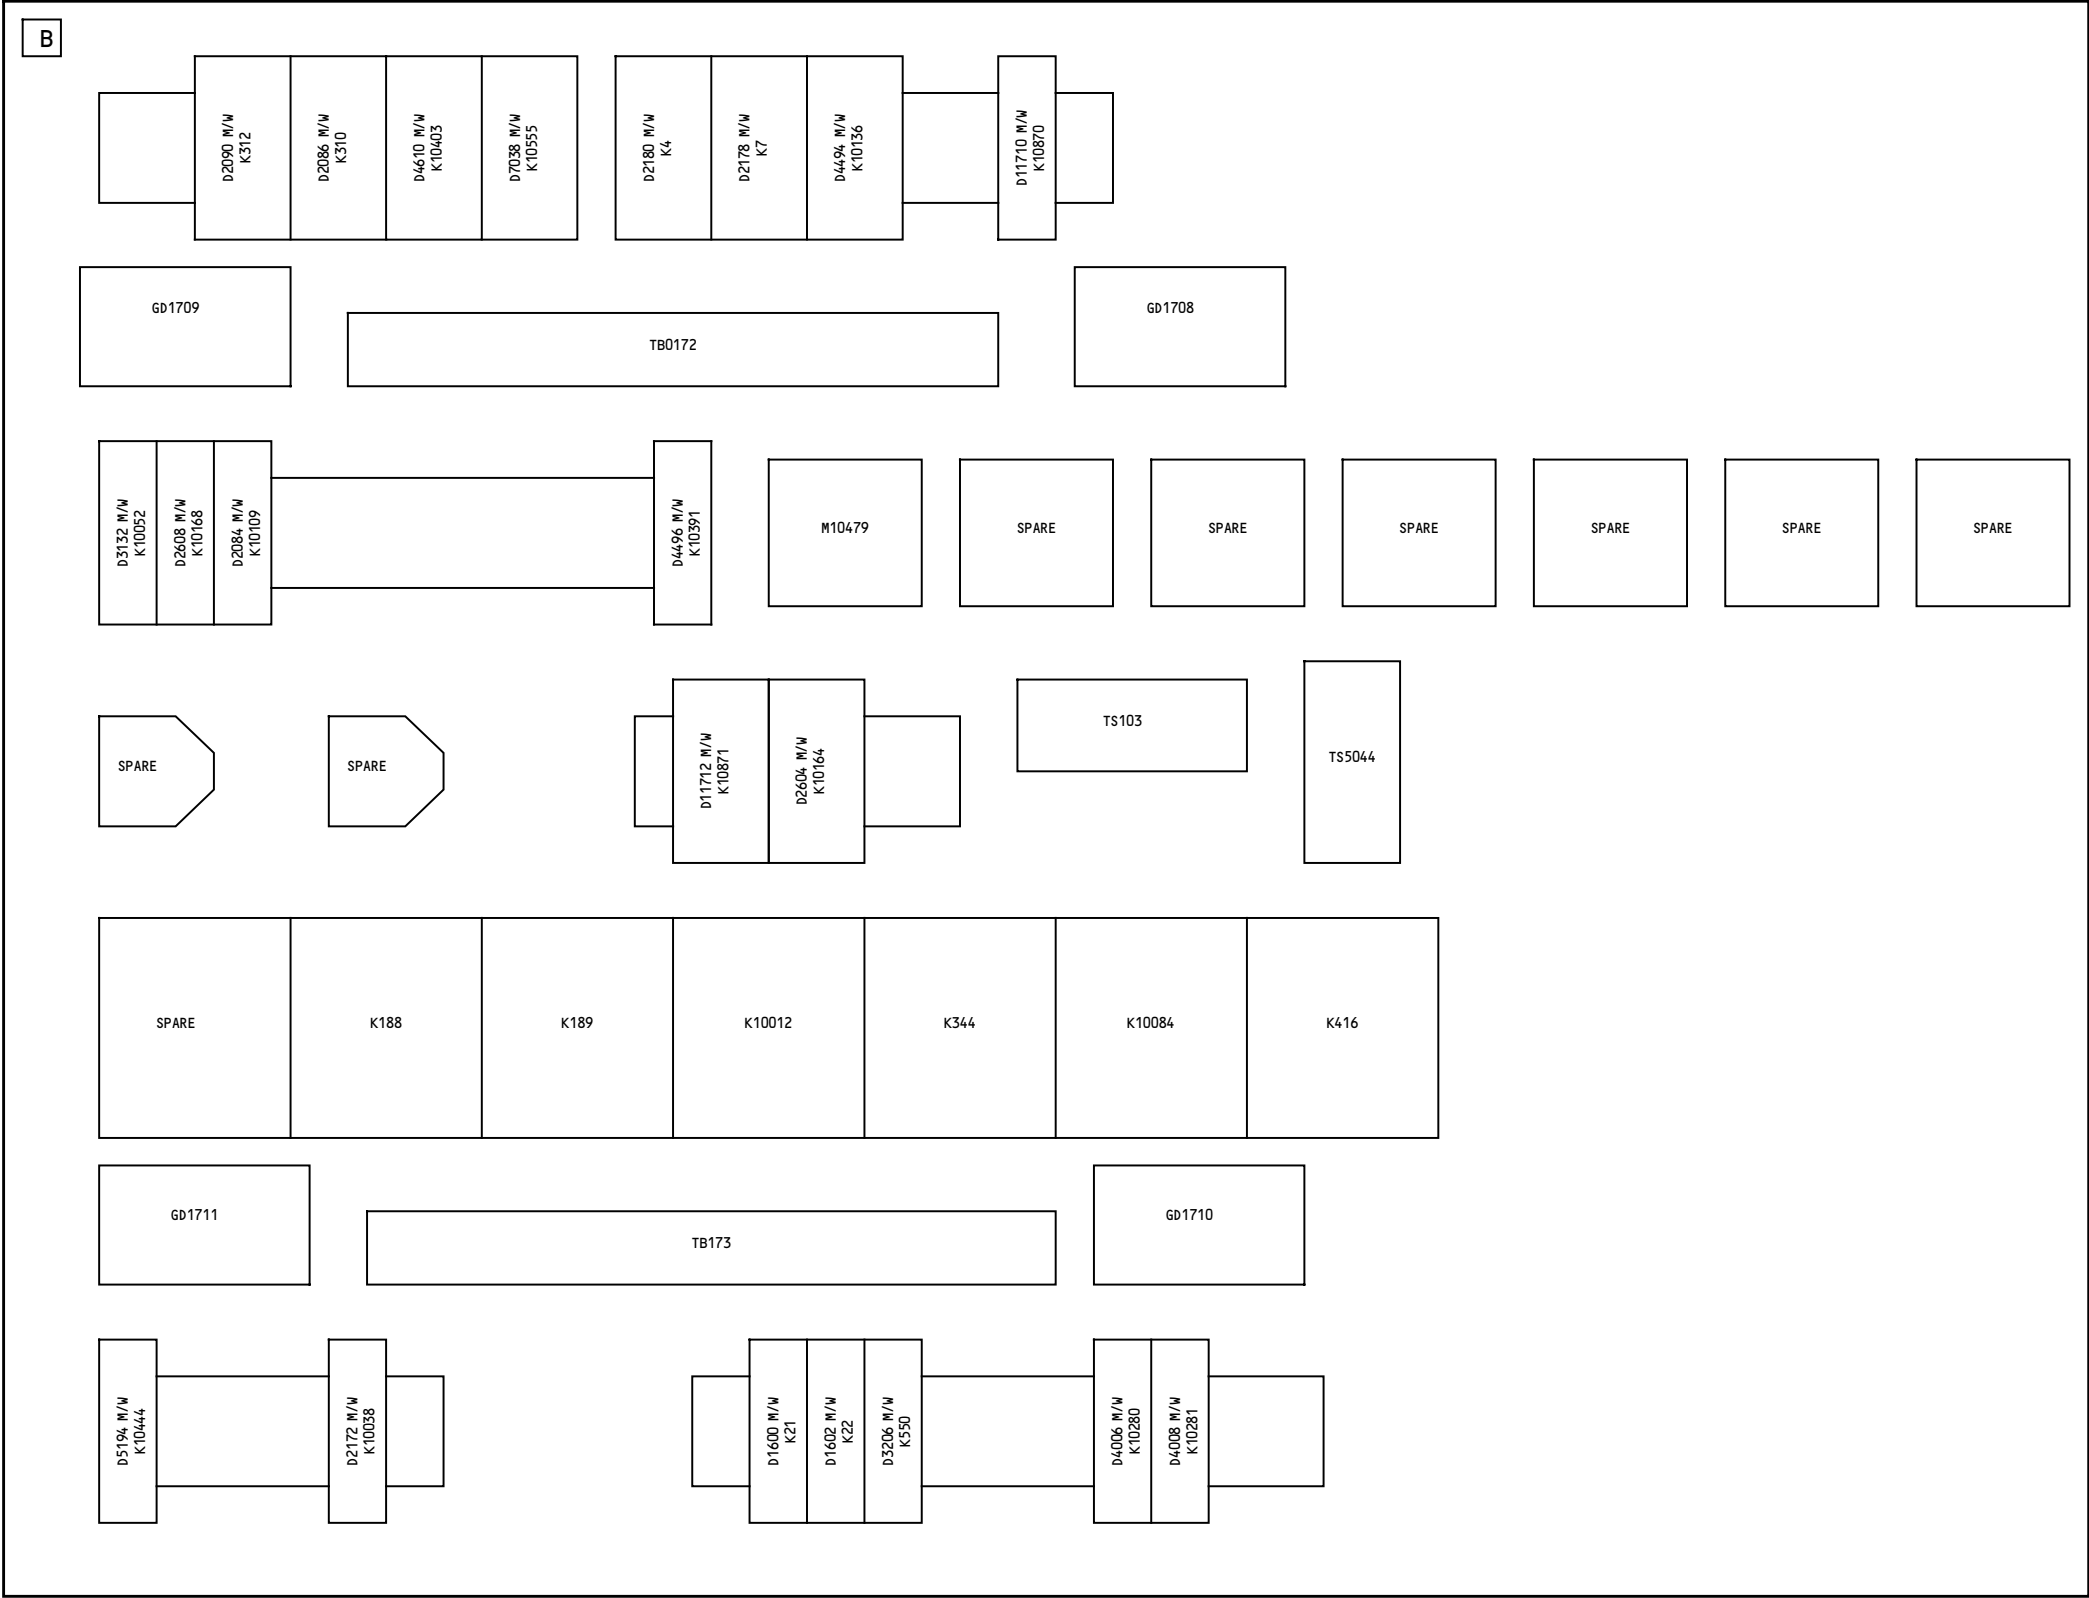 B
D2090 M/W
K312
D2086 M/W
K310
D4610 M/W
K10403
D7038 M/W
K10555
D2180 M/W
K4
D2178 M/W
K7
D4494 M/W
K10136
D11710 M/W
K10870
GD1709
TB0172
GD1708
D3132 M/W
K10052
D2608 M/W
K10168
D2084 M/W
K10109
D4496 M/W
K10391
M10479
SPARE
SPARE
SPARE
SPARE
SPARE
SPARE
SPARE
SPARE
D11712 M/W
K10871
D2604 M/W
K10164
TS103
TS5044
SPARE
K188
K189
K10012
K344
K10084
K416
GD1711
TB173
GD1710
D5194 M/W
K10444
D2172 M/W
K10038
D1600 M/W
K21
D1602 M/W
K22
D3206 M/W
K550
D4006 M/W
K10280
D4008 M/W
K10281